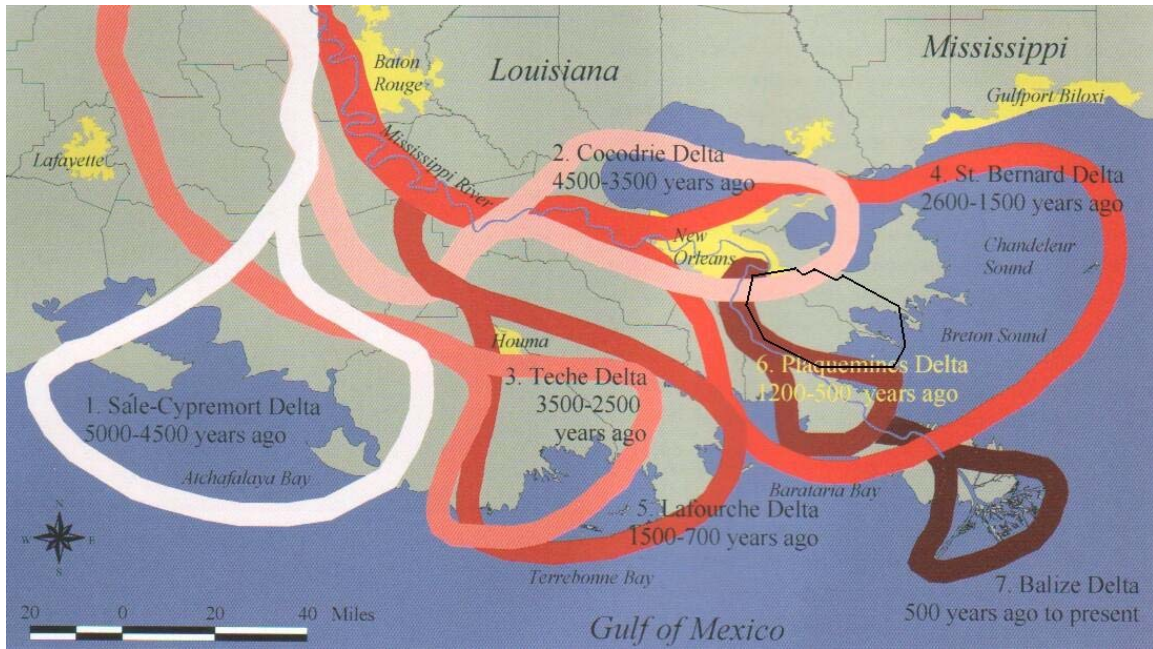 Mississippi
Louisiana
Baton
Rouge
Gulfport Biloxi
Lafayette
Mississippi River
2. Cocodrie Delta
4500-3500 years ago
4. St. Bernard Delta
2600-1500 years ago
New
Orleans
Chandeleur
Sound
Breton Sound
Houma
6. Plaquemines Delta
1200-500 years ago
3. Teche Delta
3500-2500
years ago
1. Sale-Cypremort Delta
5000-4500 years ago
Atchafalaya Bay
Barataria Bay
5. Lafourche Delta
1500-700 years ago
N
W E
S
Terrebonne Bay
7. Balize Delta
500 years ago to present
20 0 20 40 Miles
Gulf of Mexico